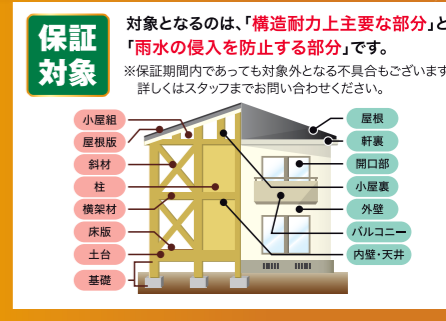 保証
対象
対象となるのは、「構造耐力上主要な部分」と
「雨水の侵入を防止する部分」です。
※保証期間内であっても対象外となる不具合もございます
詳しくはスタッフまでお問い合わせください。
小屋組
屋根版
斜材
柱
横架材
床版
土台
基礎
屋根
軒裏
開口部
小屋裏
外壁
バルコニー
内壁・天井